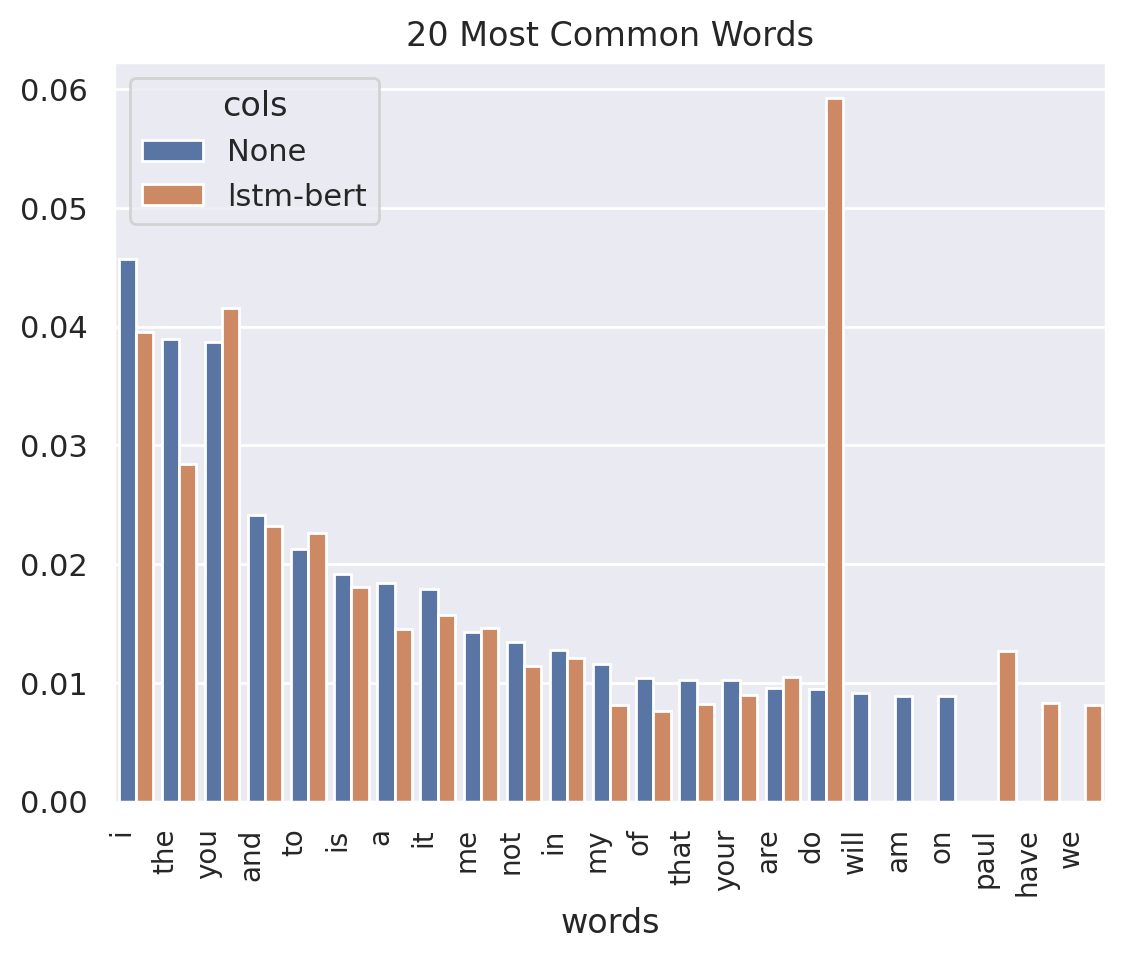 20 Most Common Words
cols
None
lstm-bert
0.06
0.05
0.04
0.03
0.02
0.01
0.00
i
the
you
and
to
is
a
it
me
not
in
my
of
that
your
are
do
will
am
on
paul
have
we
words